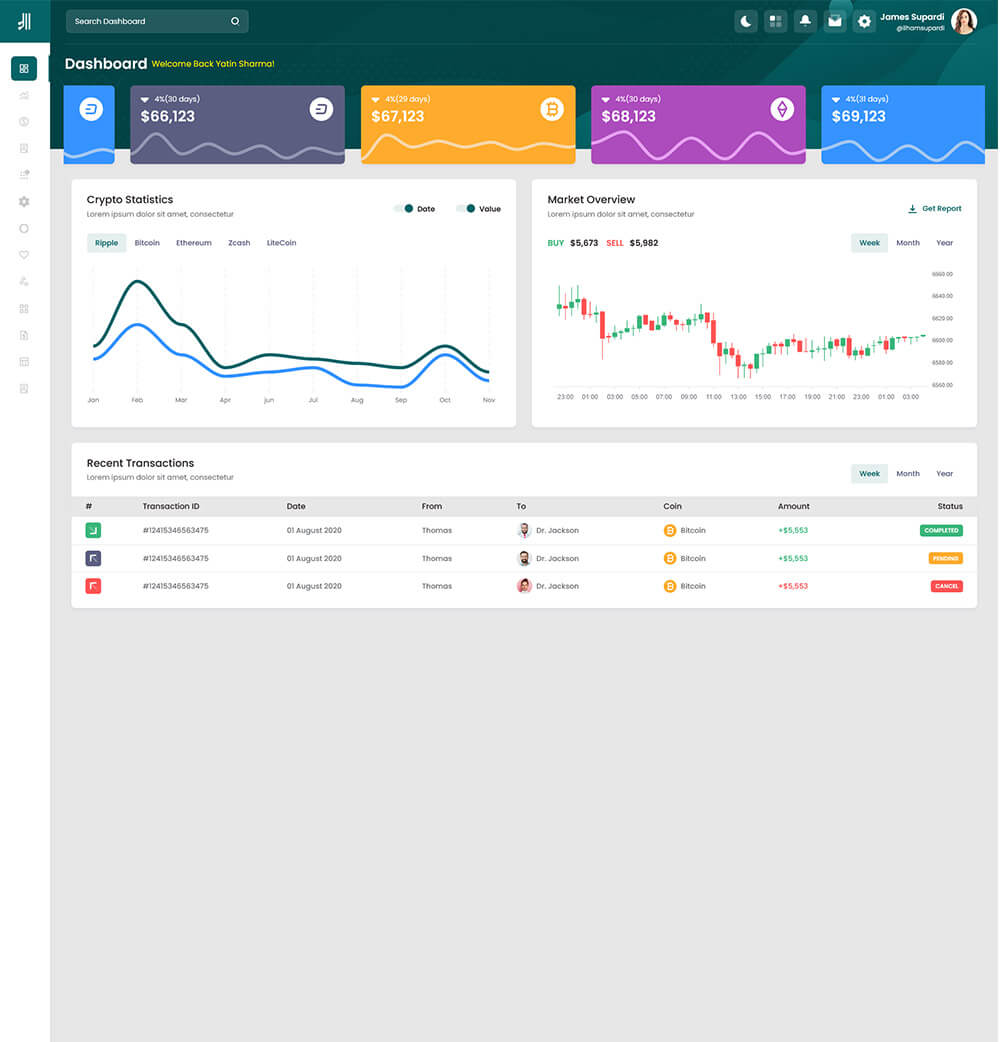 Search Dashboard
James Supardi
@ilhamsupardi
Dashboard Welcome Back Yatin Sharma!
4%(30 days)
$66,123
4%(29 days)
$67,123
4%(30 days)
$68,123
4%(31 days)
$69,123
Crypto Statistics
Lorem ipsum dolor sit amet, consectetur
Date Value
Ripple Bitcoin Ethereum Zcash LiteCoin
Jan Feb Mar Apr jun Jul Aug Sep Oct Nov
Market Overview
Lorem ipsum dolor sit amet, consectetur
Get Report
BUY $5,673 SELL $5,982
Week Month Year
6660.00
6640.00
6620.00
6600.00
6580.00
6560.00
23:00 01:00 03:00 05:00 07:00 09:00 11:00 13:00 15:00 17:00 19:00 21:00 23:00 01:00 03:00
Recent Transactions
Lorem ipsum dolor sit amet, consectetur
Week Month Year
# Transaction ID Date From To Coin Amount Status
#12415346563475 01 August 2020 Thomas Dr. Jackson Bitcoin +$5,553 COMPLETED
#12415346563475 01 August 2020 Thomas Dr. Jackson Bitcoin +$5,553 PENDING
#12415346563475 01 August 2020 Thomas Dr. Jackson Bitcoin +$5,553 CANCEL